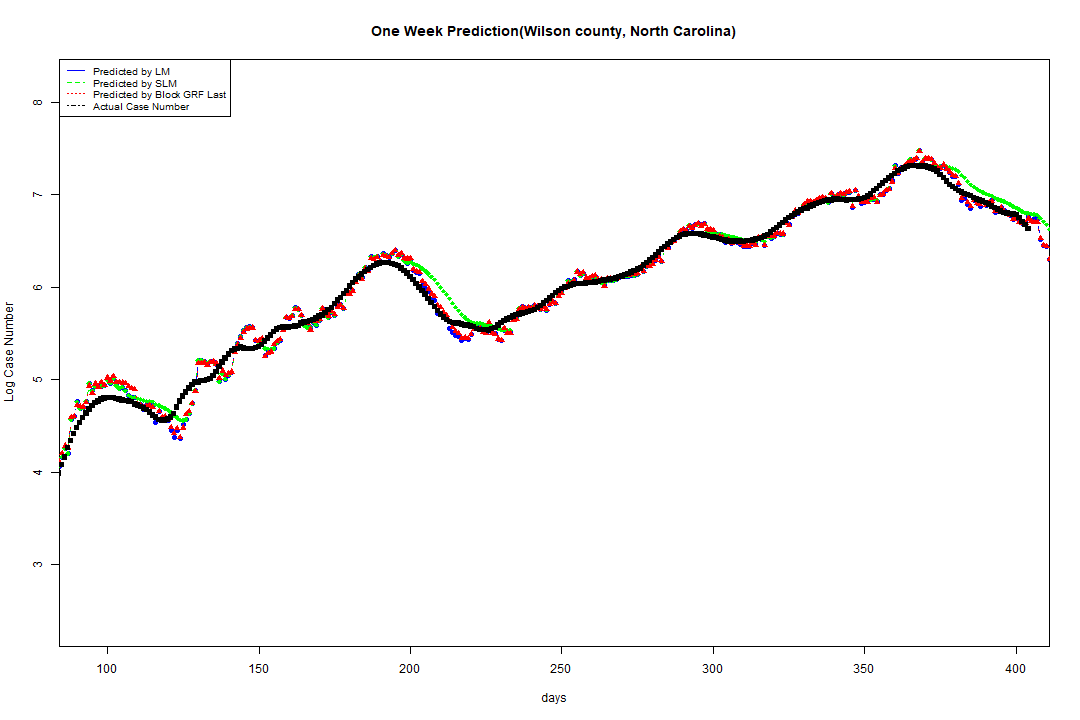 One Week Prediction(Wilson county, North Carolina)
Predicted by LM
Predicted by SLM
Predicted by Block GRF Last
Actual Case Number
8
7
6
5
4
3
Log Case Number
100 150 200 250 300 350 400
days